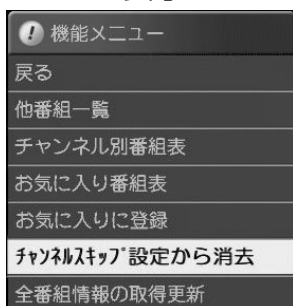 機能メニュー
戻る
他番組一覧
チャンネル別番組表
お気に入り番組表
お気に入りに登録
ﾁｬﾝﾈﾙｽｷｯﾌﾟ設定から消去
全番組情報の取得更新